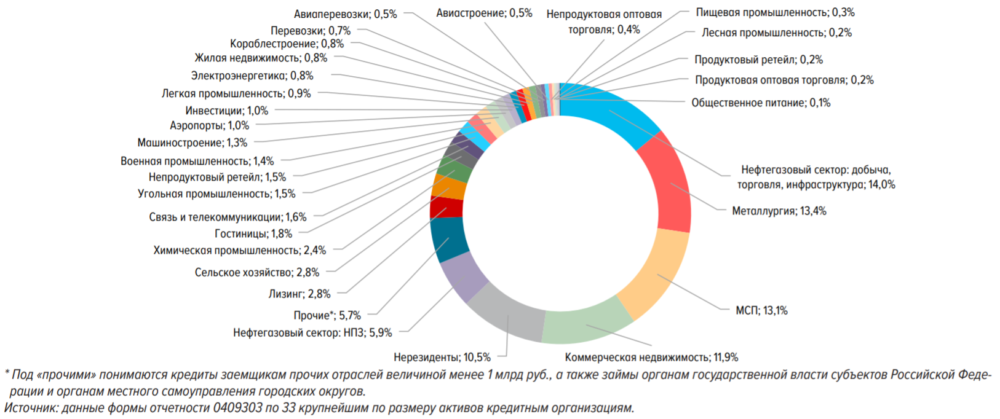 Авиаперевозки; 0,5%
Авиастроение; 0,5%
Непродуктовая оптовая
торговля; 0,4%
Пищевая промышленность; 0,3%
Перевозки; 0,7%
Лесная промышленность; 0,2%
Кораблестроение; 0,8%
Жилая недвижимость; 0,8%
Продуктовый ретейл; 0,2%
Электроэнергетика; 0,8%
Продуктовая оптовая торговля; 0,2%
Легкая промышленность; 0,9%
Общественное питание; 0,1%
Инвестиции; 1,0%
Аэропорты; 1,0%
Машиностроение; 1,3%
Военная промышленность; 1,4%
Непродуктовый ретейл; 1,5%
Нефтегазовый сектор: добыча,
торговля, инфраструктура; 14,0%
Угольная промышленность; 1,5%
Металлургия; 13,4%
Связь и телекоммуникации; 1,6%
Гостиницы; 1,8%
Химическая промышленность; 2,4%
Сельское хозяйство; 2,8%
Лизинг; 2,8%
МСП; 13,1%
Прочие*; 5,7%
Нефтегазовый сектор: НПЗ; 5,9%
Нерезиденты; 10,5%
Коммерческая недвижимость; 11,9%
* Под «прочими» понимаются кредиты заемщикам прочих отраслей величиной менее 1 млрд руб., а также займы органам государственной власти субъектов Российской Феде-
рации и органам местного самоуправления городских округов.
Источник: данные формы отчетности 0409303 по 33 крупнейшим по размеру активов кредитным организациям.